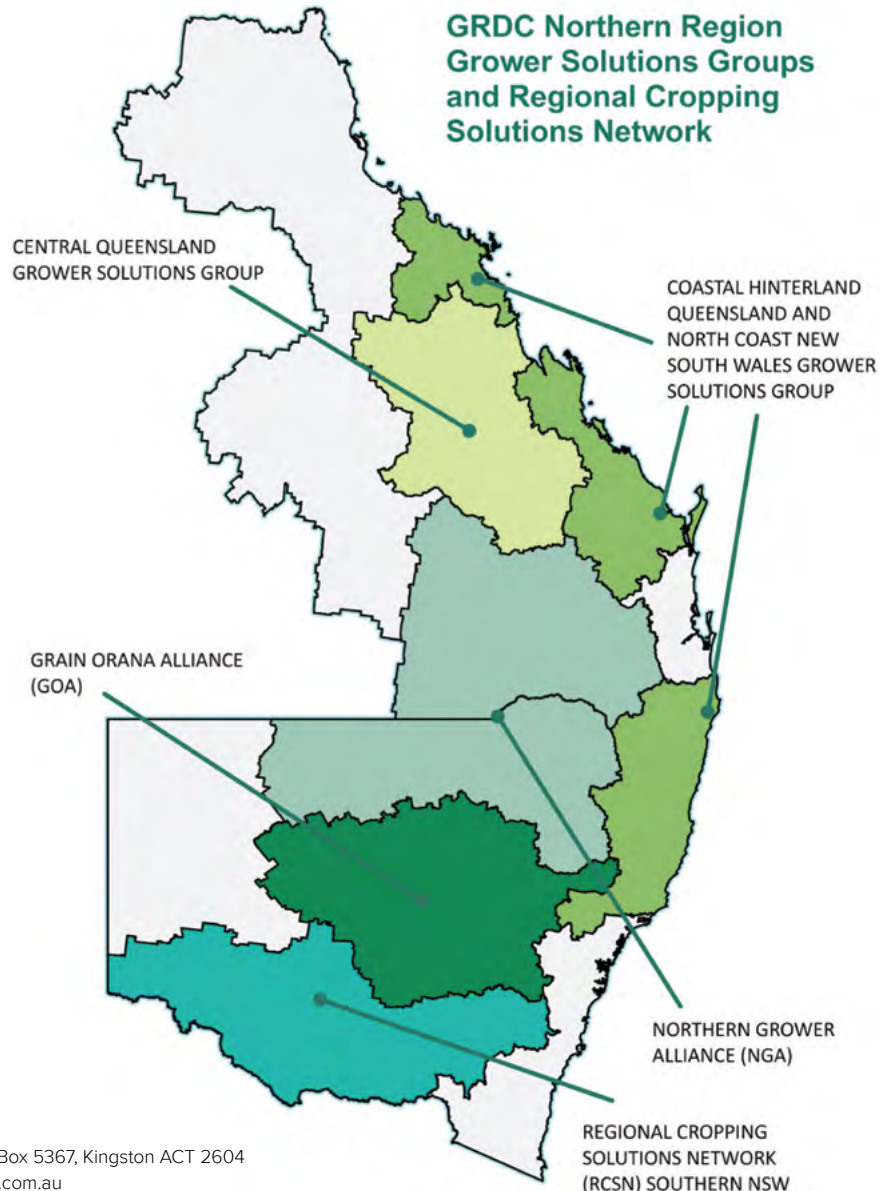 GRDC Northern Region
Grower Solutions Groups
and Regional Cropping
Solutions Network
CENTRAL QUEENSLAND
GROWER SOLUTIONS GROUP
COASTAL HINTERLAND
QUEENSLAND AND
NORTH COAST NEW
SOUTH WALES GROWER
SOLUTIONS GROUP
GRAIN ORANA ALLIANCE
(GOA)
NORTHERN GROWER
ALLIANCE (NGA)
REGIONAL CROPPING
SOLUTIONS NETWORK
(RCSN) SOUTHERN NSW
Box 5367, Kingston ACT 2604
.com.au